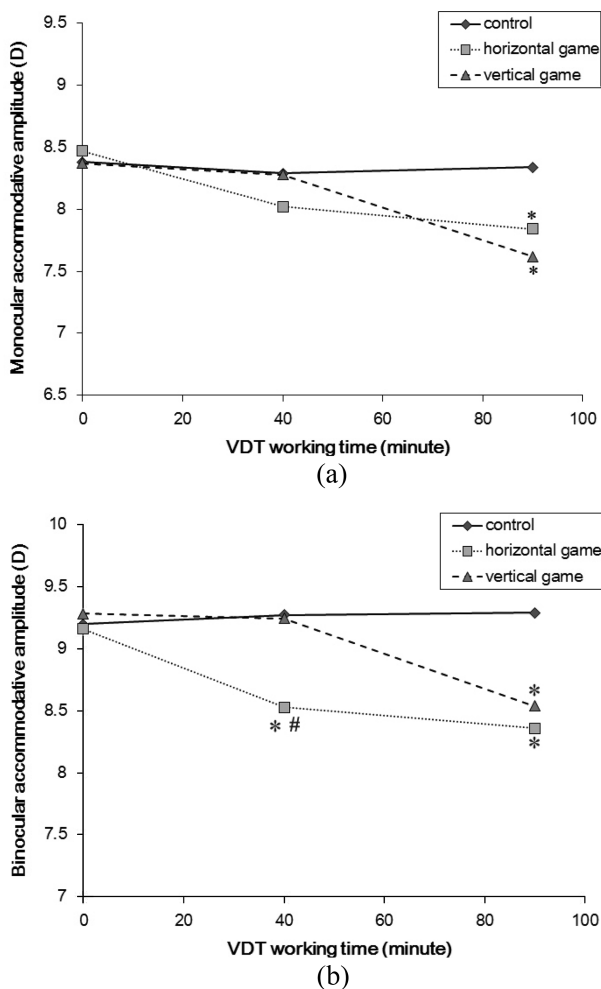 9.5
control
horizontal game
vertical game
9
8.5
8
7.5
7
6.5
*
*
0
20
40
60
80
100
Monocular accommodative amplitude (D)
VDT working time (minute)
(a)
10
control
horizontal game
vertical game
9.5
9
8.5
8
7.5
7
* #
*
*
0
20
40
60
80
100
Binocular accommodative amplitude (D)
VDT working time (minute)
(b)